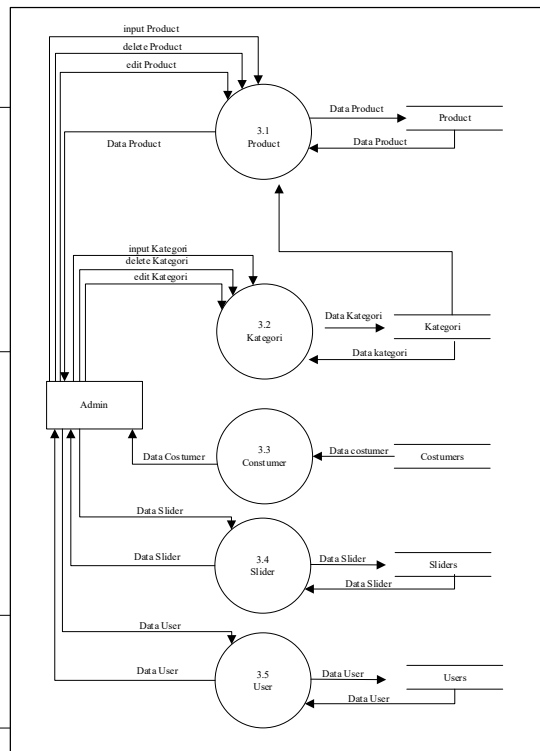 input Product
delete Product
edit Product
Data Product
3.1
Product
Data Product
Product
Data Product
input Kategori
delete Kategori
edit Kategori
3.2
Kategori
Data Kategori
Kategori
Data kategori
Admin
3.3
Constumer
Data Costumer
Data costumer
Costumers
Data Slider
3.4
Slider
Data Slider
Data Slider
Sliders
Data Slider
Data User
3.5
User
Data User
Data User
Users
Data User